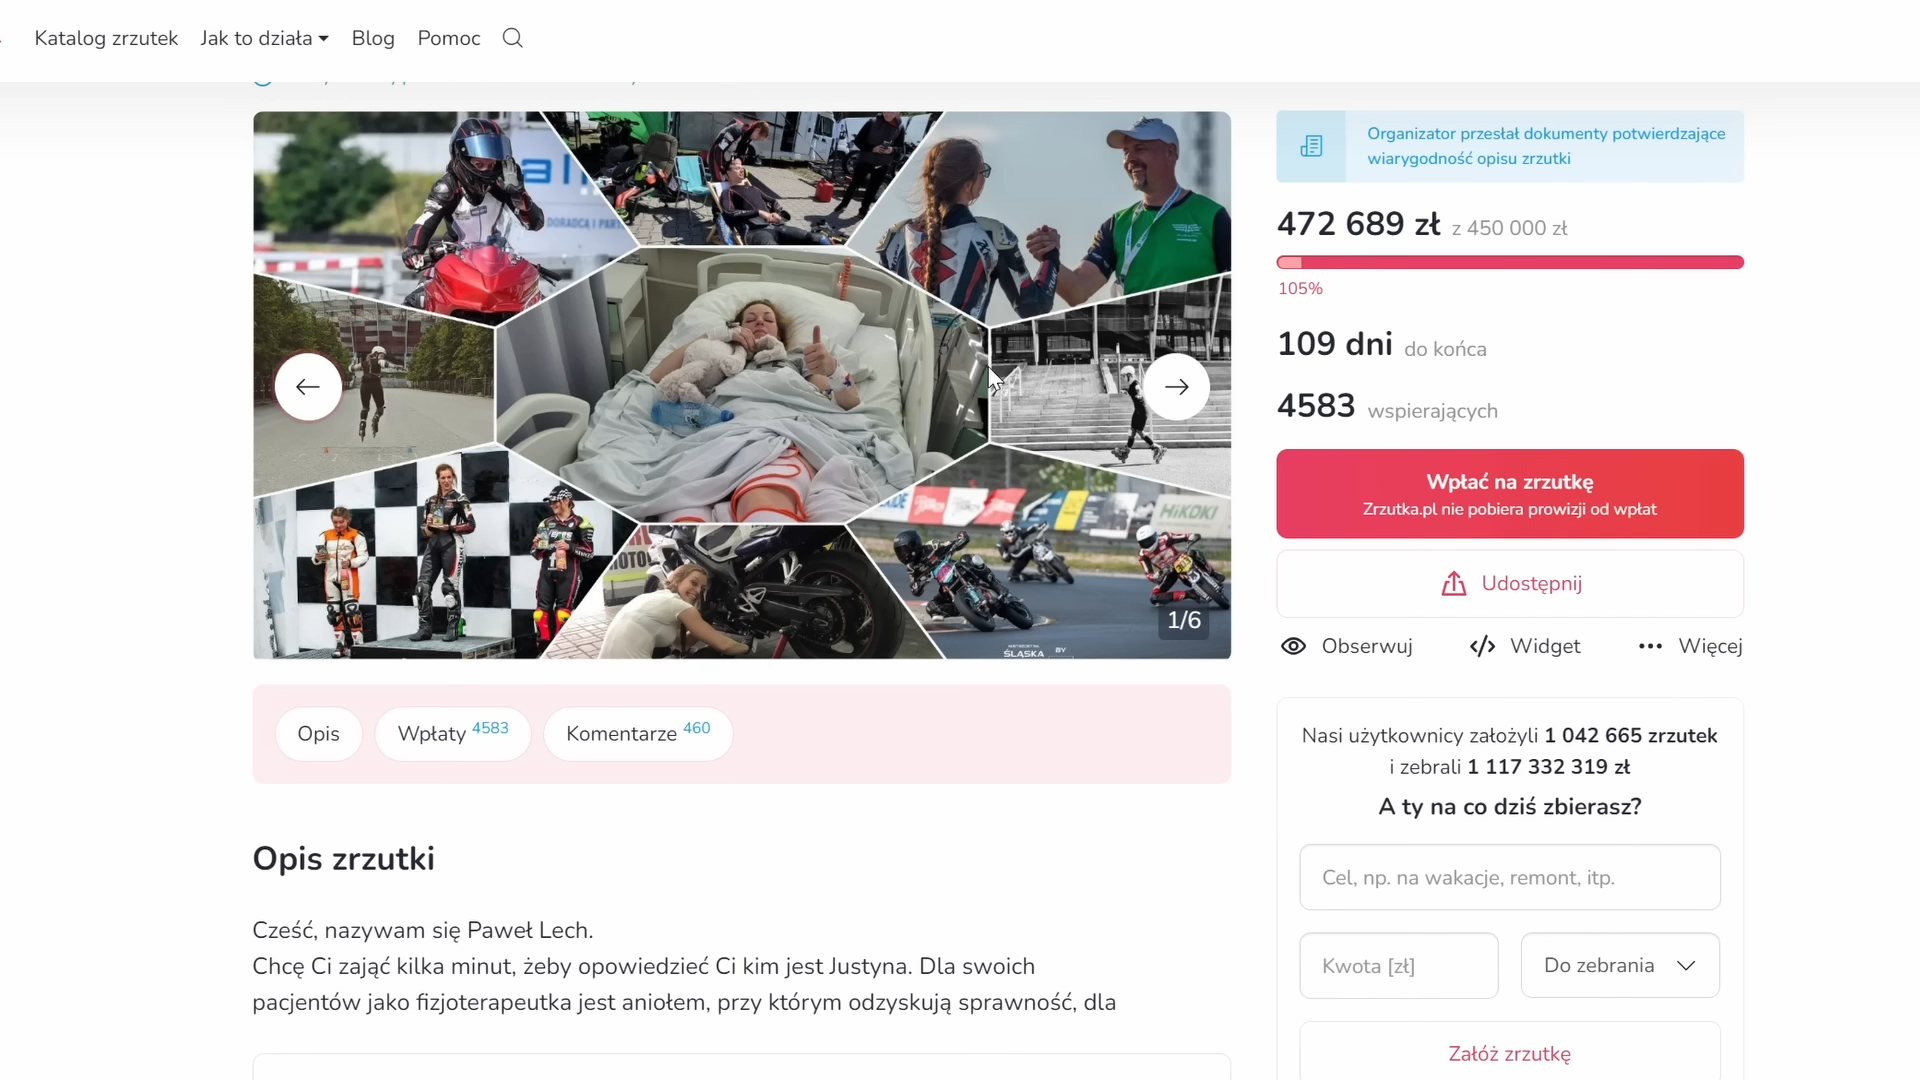 Katalog zrzutek Jak to działa Blog Pomoc
Organizator przesłał dokumenty potwierdzające
wiarygodność opisu zrzutki
472 689 zł z 450 000 zł
105%
109 dni do końca
4583 wspierających
Wpłać na zrzutkę
Zrzutka.pl nie pobiera prowizji od wpłat
Udostępnij
Obserwuj Widget Więcej
HiKOKI
ŚLĄSKA BY
1/6
Opis Wpłaty 4583 Komentarze 460
Nasi użytkownicy założyli 1 042 665 zrzutek
i zebrali 1 117 332 319 zł
A ty na co dziś zbierasz?
Cel, np. na wakacje, remont, itp.
Kwota [zł] Do zebrania
Załóż zrzutkę
Opis zrzutki
Cześć, nazywam się Paweł Lech.
Chcę Ci zająć kilka minut, żeby opowiedzieć Ci kim jest Justyna. Dla swoich
pacjentów jako fizjoterapeutka jest aniołem, przy którym odzyskują sprawność, dla